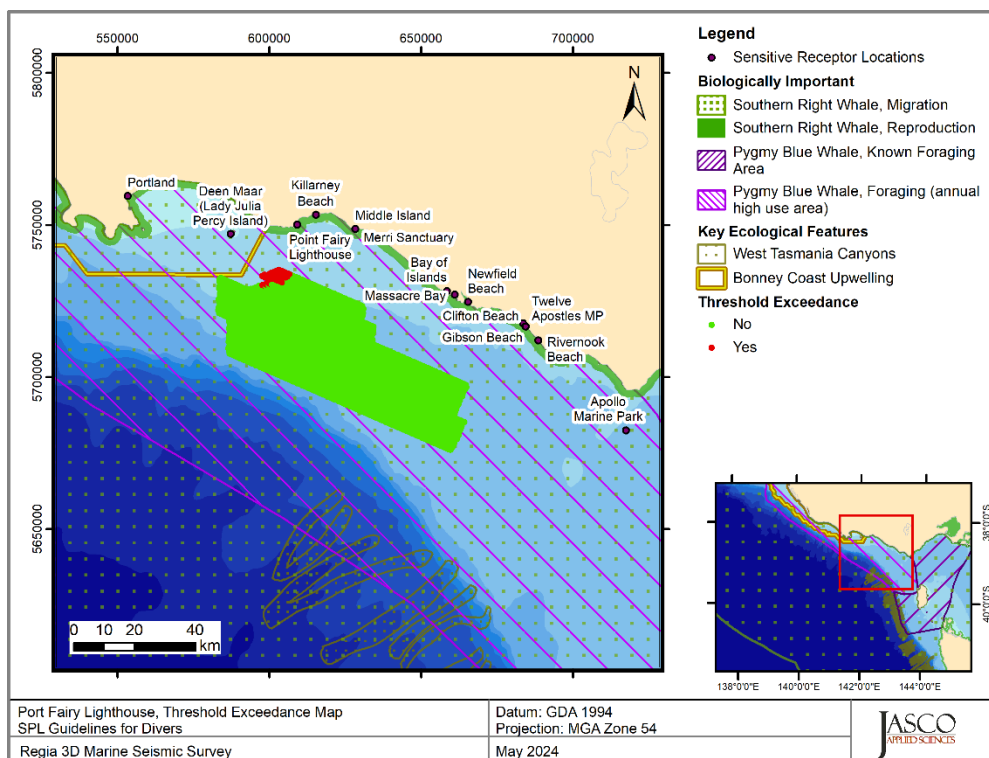 550000
600000
650000
700000
5800000
5750000
5700000
5650000
N
Portland
Deen Maar
(Lady Julia
Percy Island)
Killarney
Beach
Point Fairy
Lighthouse
Middle Island
Merri Sanctuary
Bay of
Islands
Massacre Bay
Newfield
Beach
Clifton Beach
Twelve
Apostles MP
Gibson Beach
Rivernook
Beach
Apollo
Marine Park
0 10 20 40
km
Legend
Sensitive Receptor Locations
Biologically Important
Southern Right Whale, Migration
Southern Right Whale, Reproduction
Pygmy Blue Whale, Known Foraging
Area
Pygmy Blue Whale, Foraging (annual
high use area)
Key Ecological Features
West Tasmania Canyons
Bonney Coast Upwelling
Threshold Exceedance
No
Yes
38°0'0"S
40°0'0"S
138°0'0"E
140°0'0"E
142°0'0"E
144°0'0"E
Port Fairy Lighthouse, Threshold Exceedance Map
SPL Guidelines for Divers
Regia 3D Marine Seismic Survey
Datum: GDA 1994
Projection: MGA Zone 54
May 2024
JASCO
APPLIED SCIENCES